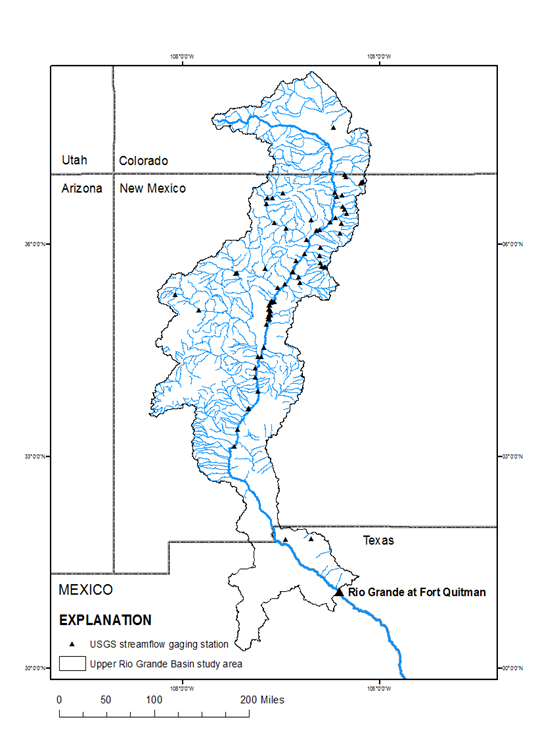 108°0'0"W 105°0'0"W
Utah Colorado
Arizona New Mexico
36°0'0"N 36°0'0"N
33°0'0"N 33°0'0"N
Texas
MEXICO
Rio Grande at Fort Quitman
EXPLANATION
USGS streamflow gaging station
Upper Rio Grande Basin study area
30°0'0"N 30°0'0"N
108°0'0"W 105°0'0"W
0 50 100 200 Miles